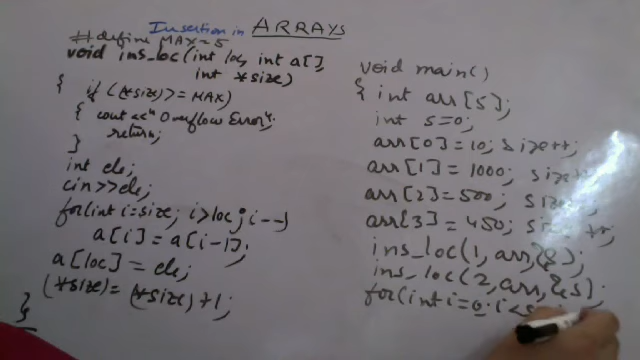 Insertion in ARRAYS
# define MAX=5
void ins_loc(int loc, int a[],
int *size)
{ if ((*size)>=MAX)
{ cout<<"Overflow Error";
return;
}
int ele;
cin>>ele;
for(int i=size; i>loc; i--)
a[i] = a[i-1];
a[loc] = ele;
(*size) = (*size)+1;
}
void main()
{ int arr[5];
int s=0;
arr[0]=10; size++;
arr[1]=1000; size++;
arr[2]=500;
arr[3]=450;
ins_loc(1, arr, &s);
ins_loc(2, arr, &s);
for(int i=0; i<s